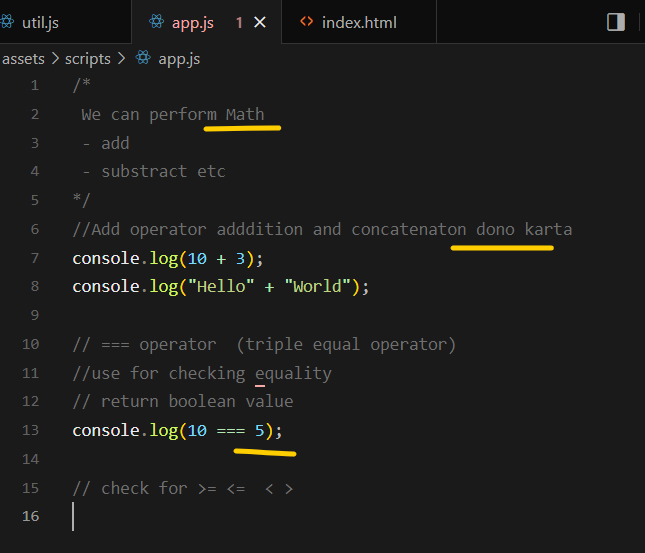 util.js app.js 1 index.html
assets > scripts > app.js
1 /*
2 We can perform Math
3 - add
4 - substract etc
5 */
6 //Add operator adddition and concatenaton dono karta
7 console.log(10 + 3);
8 console.log("Hello" + "World");
9
10 // === operator  (triple equal operator)
11 //use for checking equality
12 // return boolean value
13 console.log(10 === 5);
14
15 // check for >= <=  < >
16